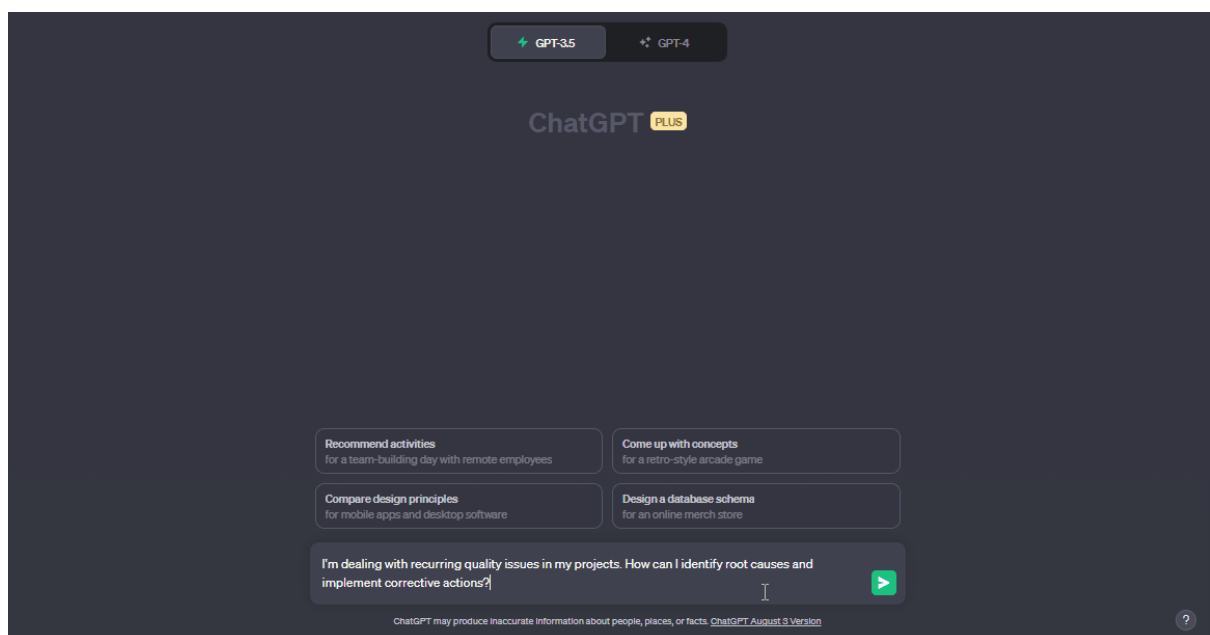 GPT-3.5 GPT-4
ChatGPT PLUS
Recommend activities
for a team-building day with remote employees
Come up with concepts
for a retro-style arcade game
Compare design principles
for mobile apps and desktop software
Design a database schema
for an online merch store
I'm dealing with recurring quality issues in my projects. How can I identify root causes and
implement corrective actions?
ChatGPT may produce inaccurate information about people, places, or facts. ChatGPT August 3 Version
?